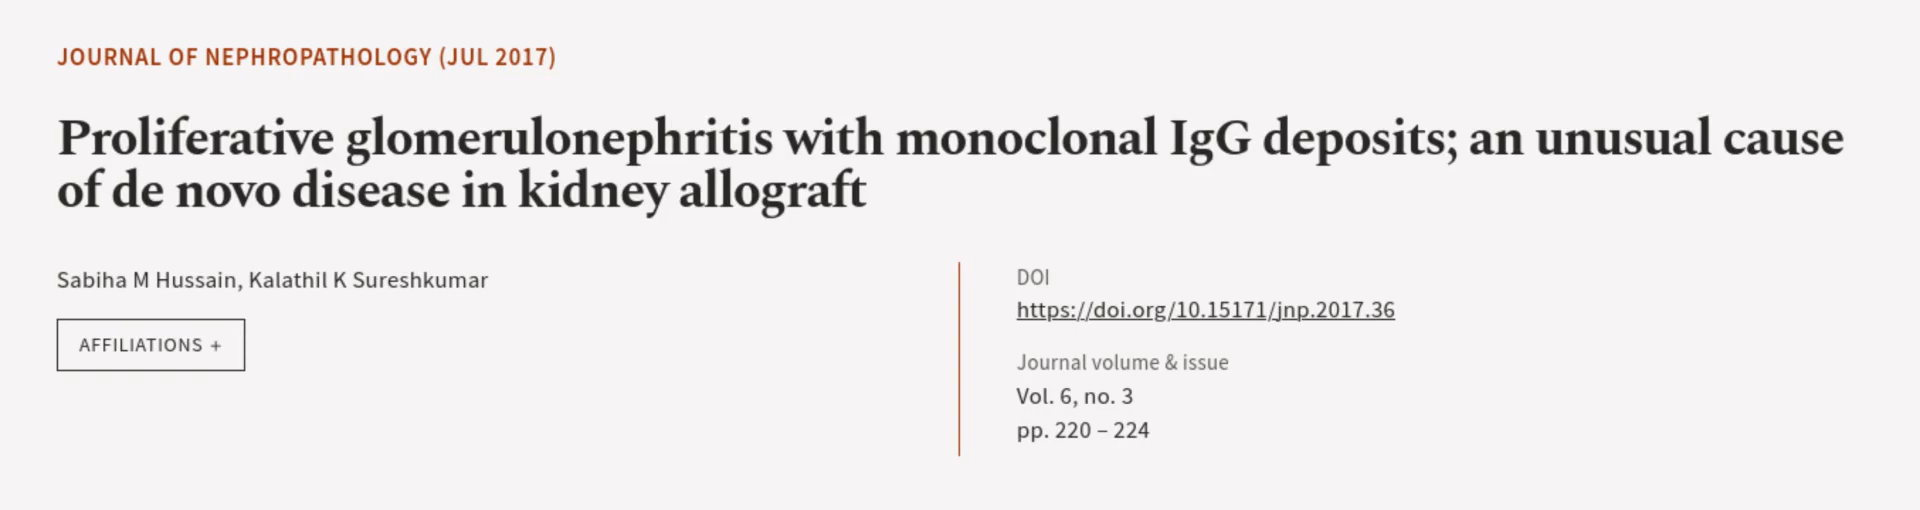 JOURNAL OF NEPHROPATHOLOGY (JUL 2017)
Proliferative glomerulonephritis with monoclonal IgG deposits; an unusual cause
of de novo disease in kidney allograft
Sabiha M Hussain, Kalathil K Sureshkumar
AFFILIATIONS +
DOI
https://doi.org/10.15171/jnp.2017.36
Journal volume & issue
Vol. 6, no. 3
pp. 220 – 224